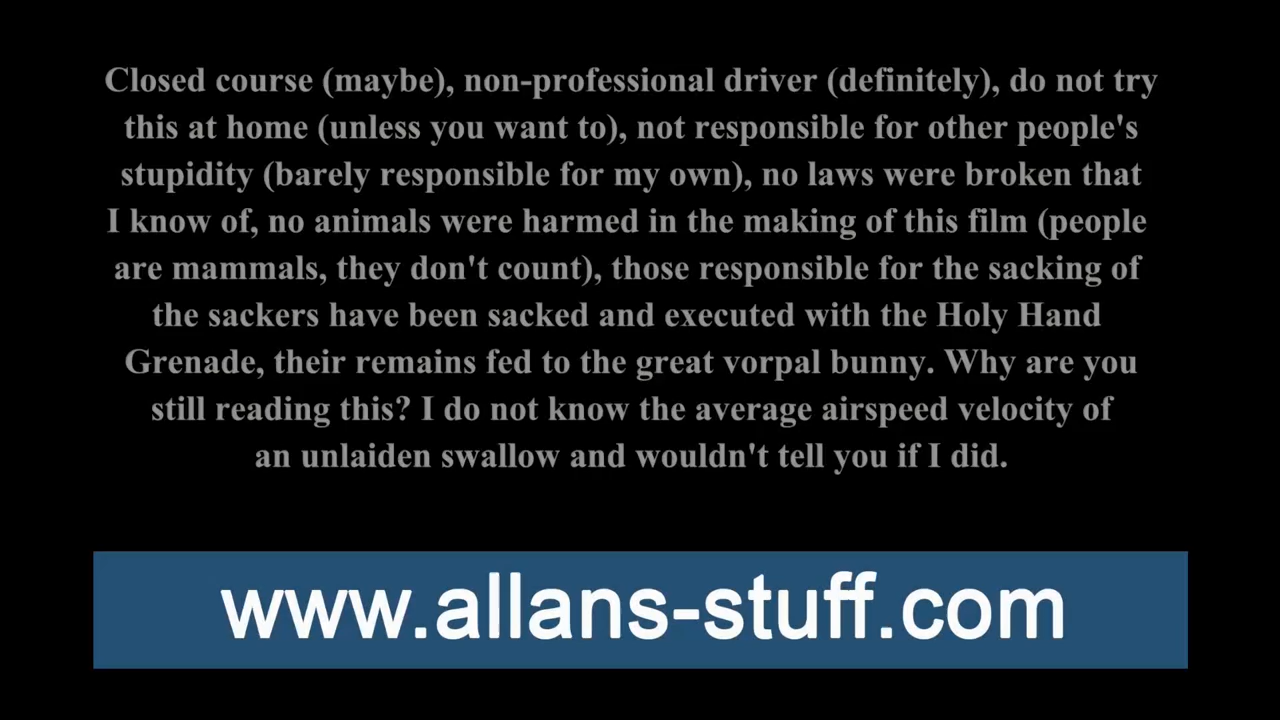 Closed course (maybe), non-professional driver (definitely), do not try
this at home (unless you want to), not responsible for other people's
stupidity (barely responsible for my own), no laws were broken that
I know of, no animals were harmed in the making of this film (people
are mammals, they don't count), those responsible for the sacking of
the sackers have been sacked and executed with the Holy Hand
Grenade, their remains fed to the great vorpal bunny. Why are you
still reading this? I do not know the average airspeed velocity of
an unlaiden swallow and wouldn't tell you if I did.
www.allans-stuff.com